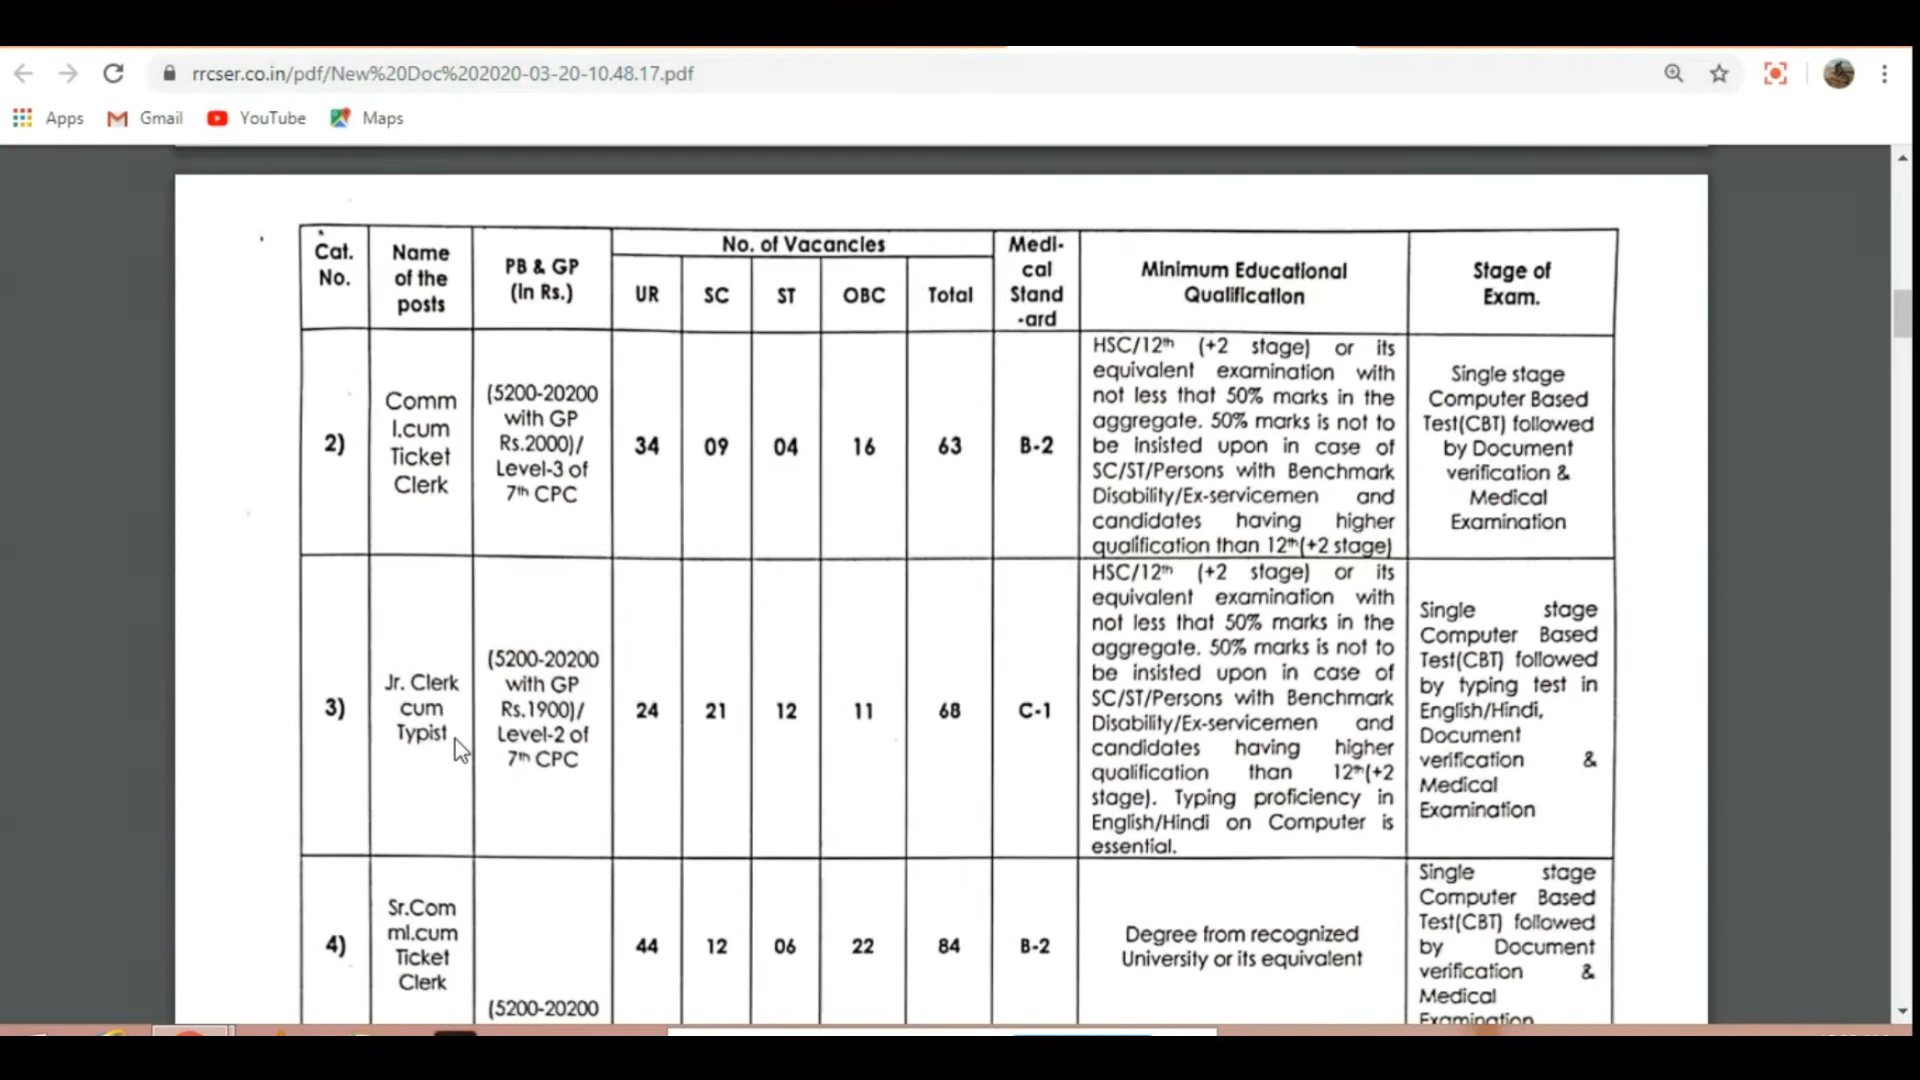 rrcser.co.in/pdf/New%20Doc%202020-03-20-10.48.17.pdf
Apps
Gmail
YouTube
Maps
Cat.
No.
Name
of the
posts
PB & GP
(In Rs.)
No. of Vacancies
UR
SC
ST
OBC
Total
Medi-
cal
Stand
-ard
Minimum Educational
Qualification
Stage of
Exam.
2)
Comm
l.cum
Ticket
Clerk
(5200-20200
with GP
Rs.2000)/
Level-3 of
7th CPC
34
09
04
16
63
B-2
HSC/12th (+2 stage) or its
equivalent examination with
not less that 50% marks in the
aggregate. 50% marks is not to
be insisted upon in case of
SC/ST/Persons with Benchmark
Disability/Ex-servicemen and
candidates having higher
qualification than 12th(+2 stage)
Single stage
Computer Based
Test(CBT) followed
by Document
verification &
Medical
Examination
3)
Jr. Clerk
cum
Typist
(5200-20200
with GP
Rs.1900)/
Level-2 of
7th CPC
24
21
12
11
68
C-1
HSC/12th (+2 stage) or its
equivalent examination with
not less that 50% marks in the
aggregate. 50% marks is not to
be insisted upon in case of
SC/ST/Persons with Benchmark
Disability/Ex-servicemen and
candidates having higher
qualification than 12th(+2
stage). Typing proficiency in
English/Hindi on Computer is
essential.
Single stage
Computer Based
Test(CBT) followed
by typing test in
English/Hindi,
Document
verification &
Medical
Examination
4)
Sr.Com
ml.cum
Ticket
Clerk
(5200-20200
44
12
06
22
84
B-2
Degree from recognized
University or its equivalent
Single stage
Computer Based
Test(CBT) followed
by Document
verification &
Medical
Examination